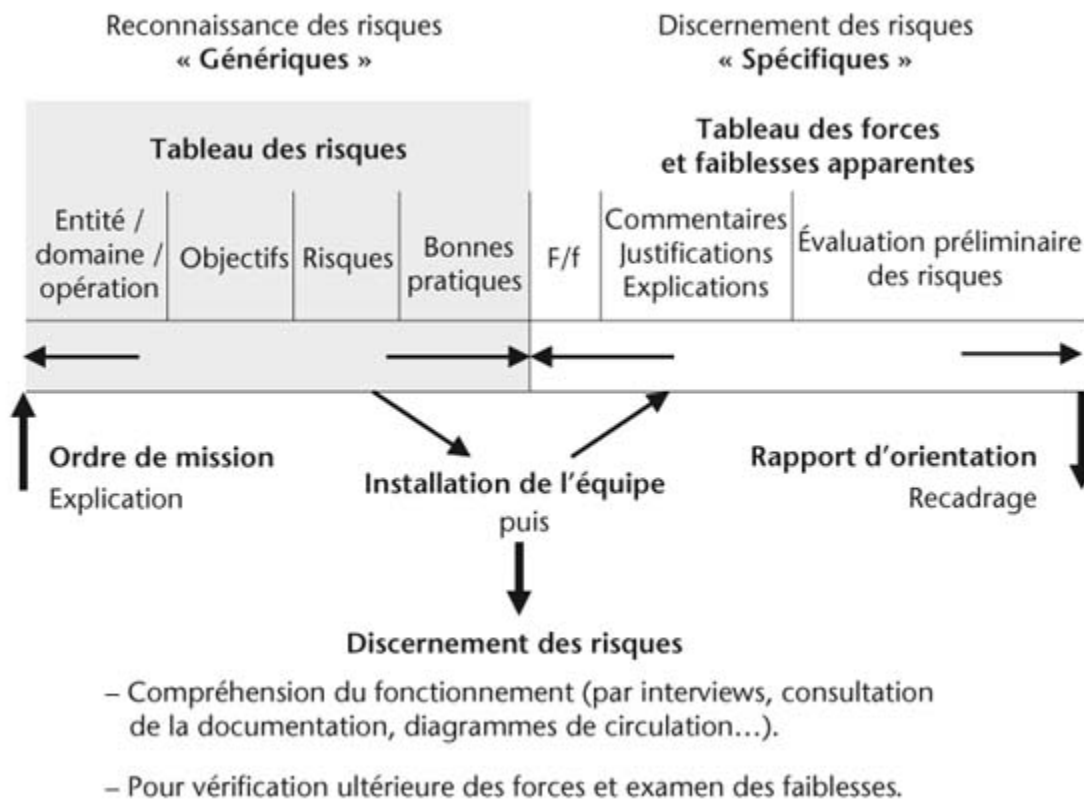 Reconnaissance des risques
« Génériques »
Discernement des risques
« Spécifiques »
Tableau des risques
Tableau des forces
et faiblesses apparentes
Entité /
domaine /
opération
Objectifs
Risques
Bonnes
pratiques
F/f
Commentaires
Justifications
Explications
Évaluation préliminaire
des risques
Ordre de mission
Explication
Installation de l'équipe
puis
Rapport d'orientation
Recadrage
Discernement des risques
– Compréhension du fonctionnement (par interviews, consultation
de la documentation, diagrammes de circulation…).
– Pour vérification ultérieure des forces et examen des faiblesses.